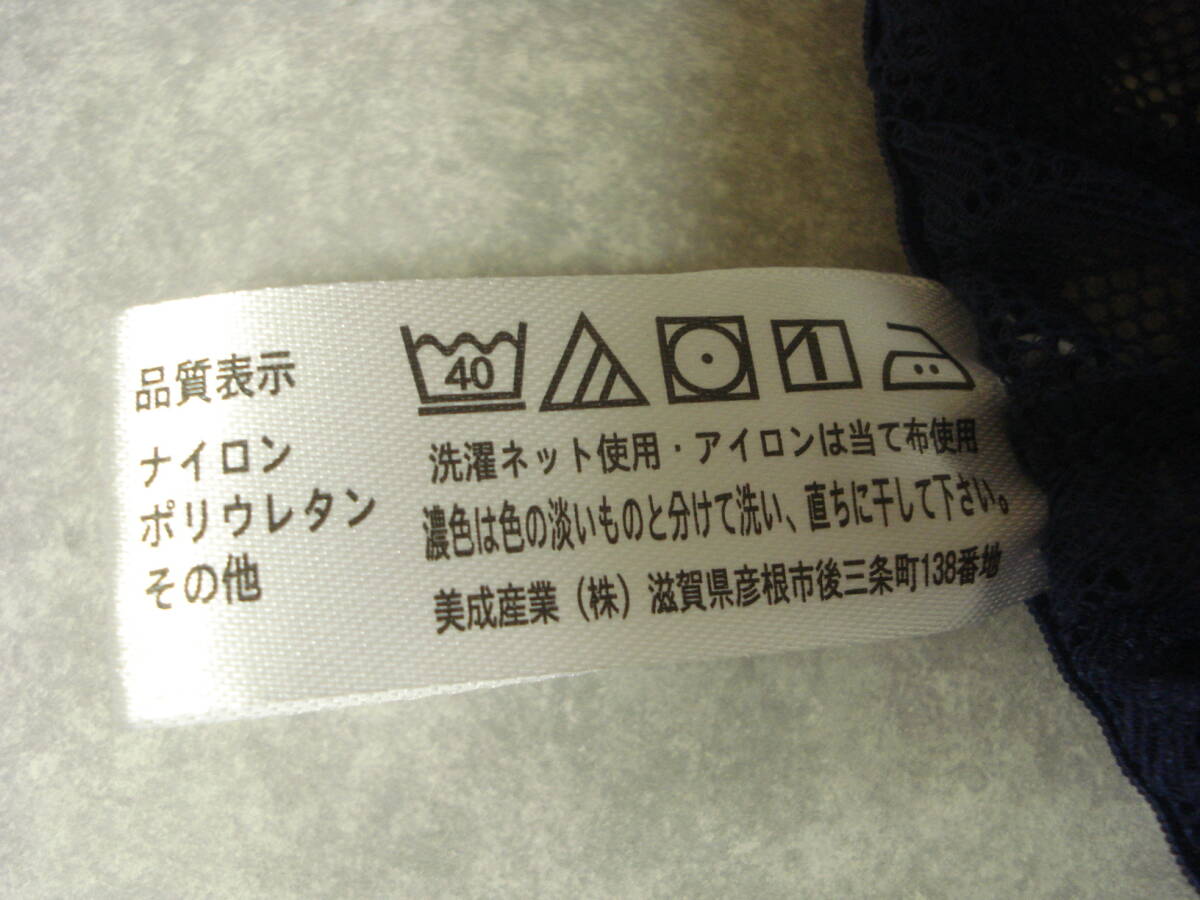 品質表示
ナイロン
ポリウレタン
その他
40
洗濯ネット使用・アイロンは当て布使用
濃色は色の淡いものと分けて洗い、直ちに干して下さい。
美成産業（株）滋賀県彦根市後三条町138番地